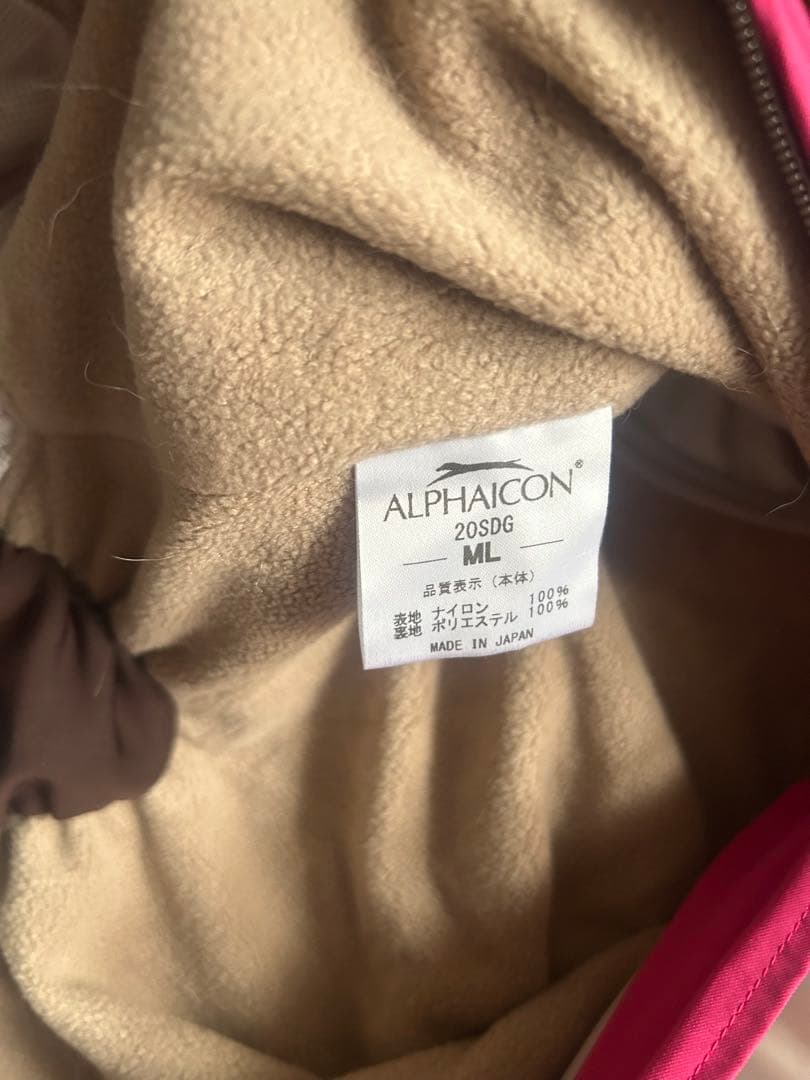 ALPHAICON®
20SDG
ML
品質表示（本体）
表地 ナイロン 100%
裏地 ポリエステル 100%
MADE IN JAPAN